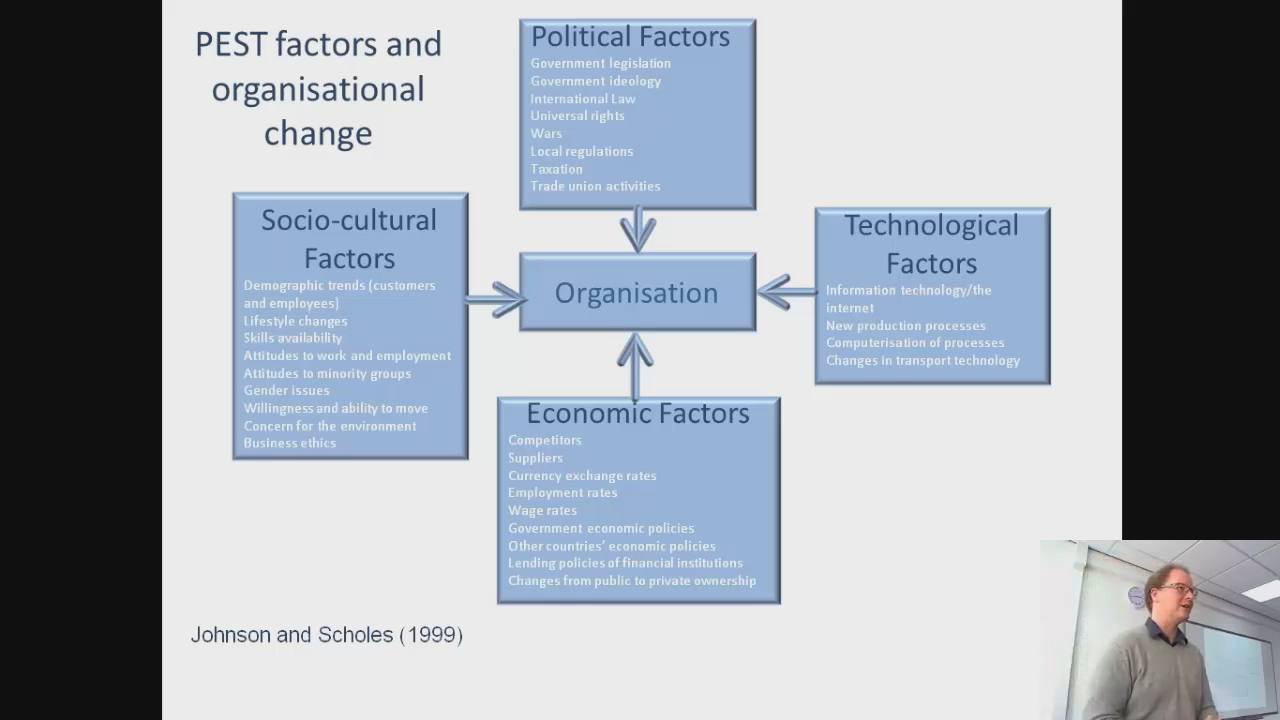 PEST factors and
organisational
change
Political Factors
Government legislation
Government ideology
International Law
Universal rights
Wars
Local regulations
Taxation
Trade union activities
Socio-cultural
Factors
Demographic trends (customers
and employees)
Lifestyle changes
Skills availability
Attitudes to work and employment
Attitudes to minority groups
Gender issues
Willingness and ability to move
Concern for the environment
Business ethics
Organisation
Technological
Factors
Information technology/the
internet
New production processes
Computerisation of processes
Changes in transport technology
Economic Factors
Competitors
Suppliers
Currency exchange rates
Employment rates
Wage rates
Government economic policies
Other countries’ economic policies
Lending policies of financial institutions
Changes from public to private ownership
Johnson and Scholes (1999)